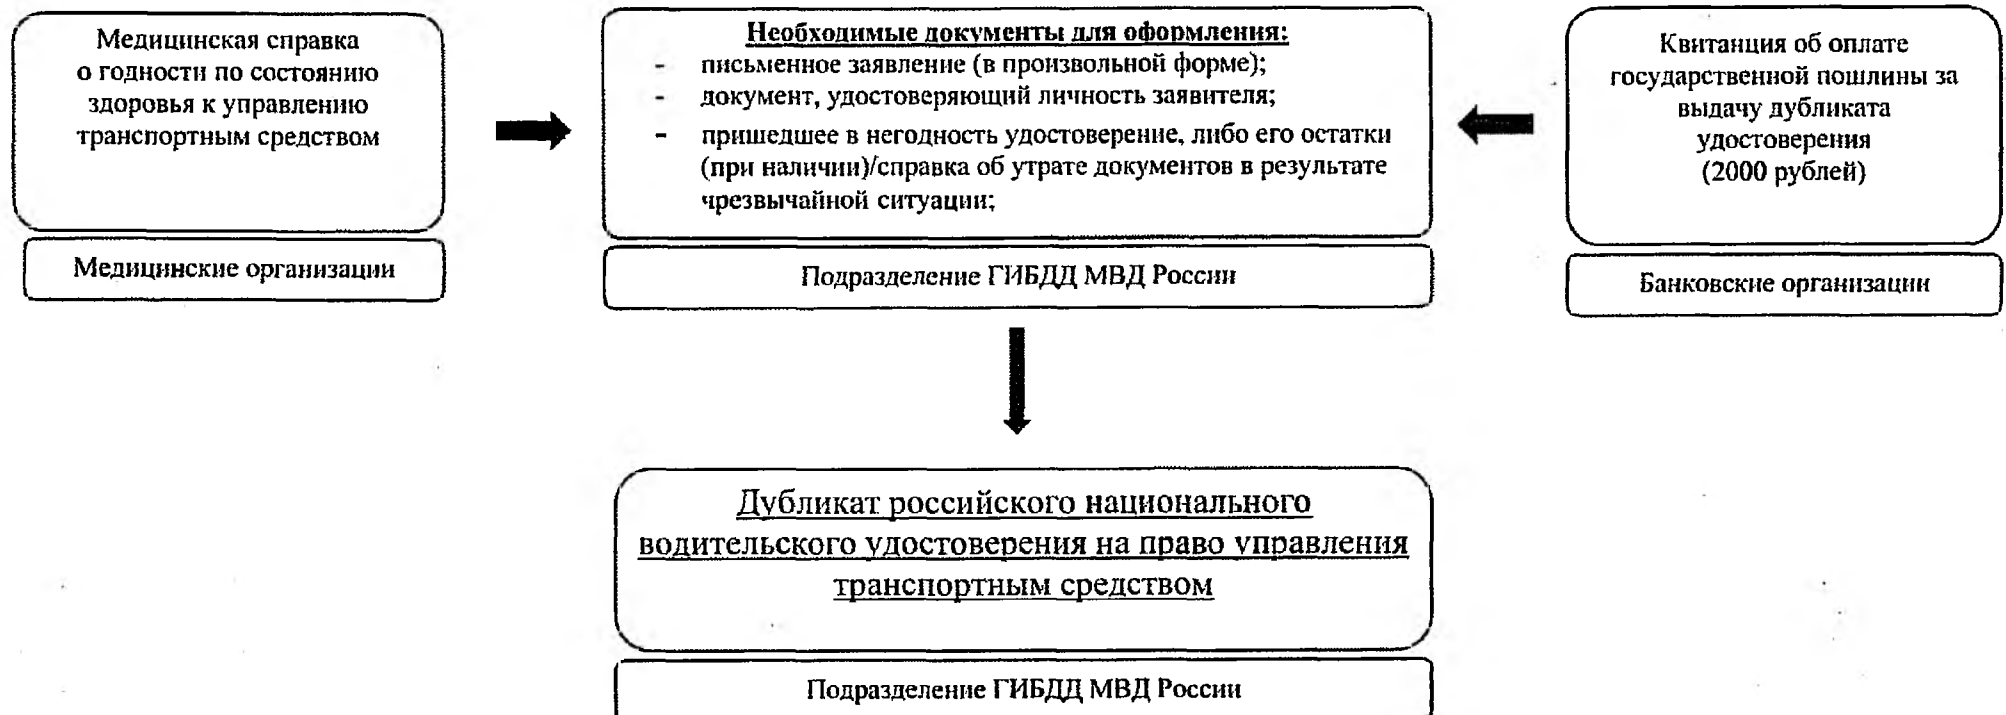 Медицинская справка
о годности по состоянию
здоровья к управлению
транспортным средством
Медицинские организации
Необходимые документы для оформления:
- письменное заявление (в произвольной форме);
- документ, удостоверяющий личность заявителя;
- пришедшее в негодность удостоверение, либо его остатки
(при наличии)/справка об утрате документов в результате
чрезвычайной ситуации;
Подразделение ГИБДД МВД России
Квитанция об оплате
государственной пошлины за
выдачу дубликата
удостоверения
(2000 рублей)
Банковские организации
Дубликат российского национального
водительского удостоверения на право управления
транспортным средством
Подразделение ГИБДД МВД России